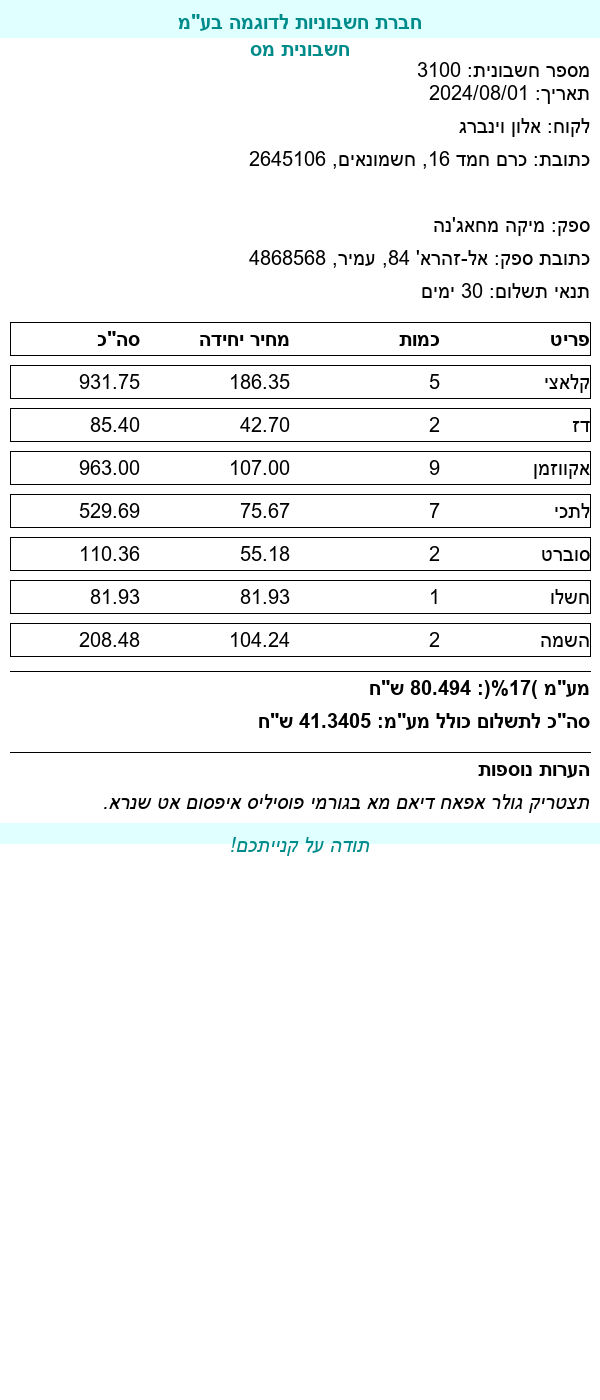 חברת חשבוניות לדוגמה בע"מ
חשבונית מס
מספר חשבונית: 3100
תאריך: 2024/08/01
לקוח: אלון וינברג
כתובת: כרם חמד 16, חשמונאים, 2645106
ספק: מיקה מחאג'נה
כתובת ספק: אל-זהרא' 84, עמיר, 4868568
תנאי תשלום: 30 ימים
פריט כמות מחיר יחידה סה"כ
קלאצי 5 186.35 931.75
דז 2 42.70 85.40
אקווזמן 9 107.00 963.00
לתכי 7 75.67 529.69
סוברט 2 55.18 110.36
חשלו 1 81.93 81.93
השמה 2 104.24 208.48
מע"מ )17%(: 80.494 ש"ח
סה"כ לתשלום כולל מע"מ: 41.3405 ש"ח
הערות נוספות
תצטריק גולר אפאח דיאם מא בגורמי פוסיליס איפסום אט שנרא.
תודה על קנייתכם!